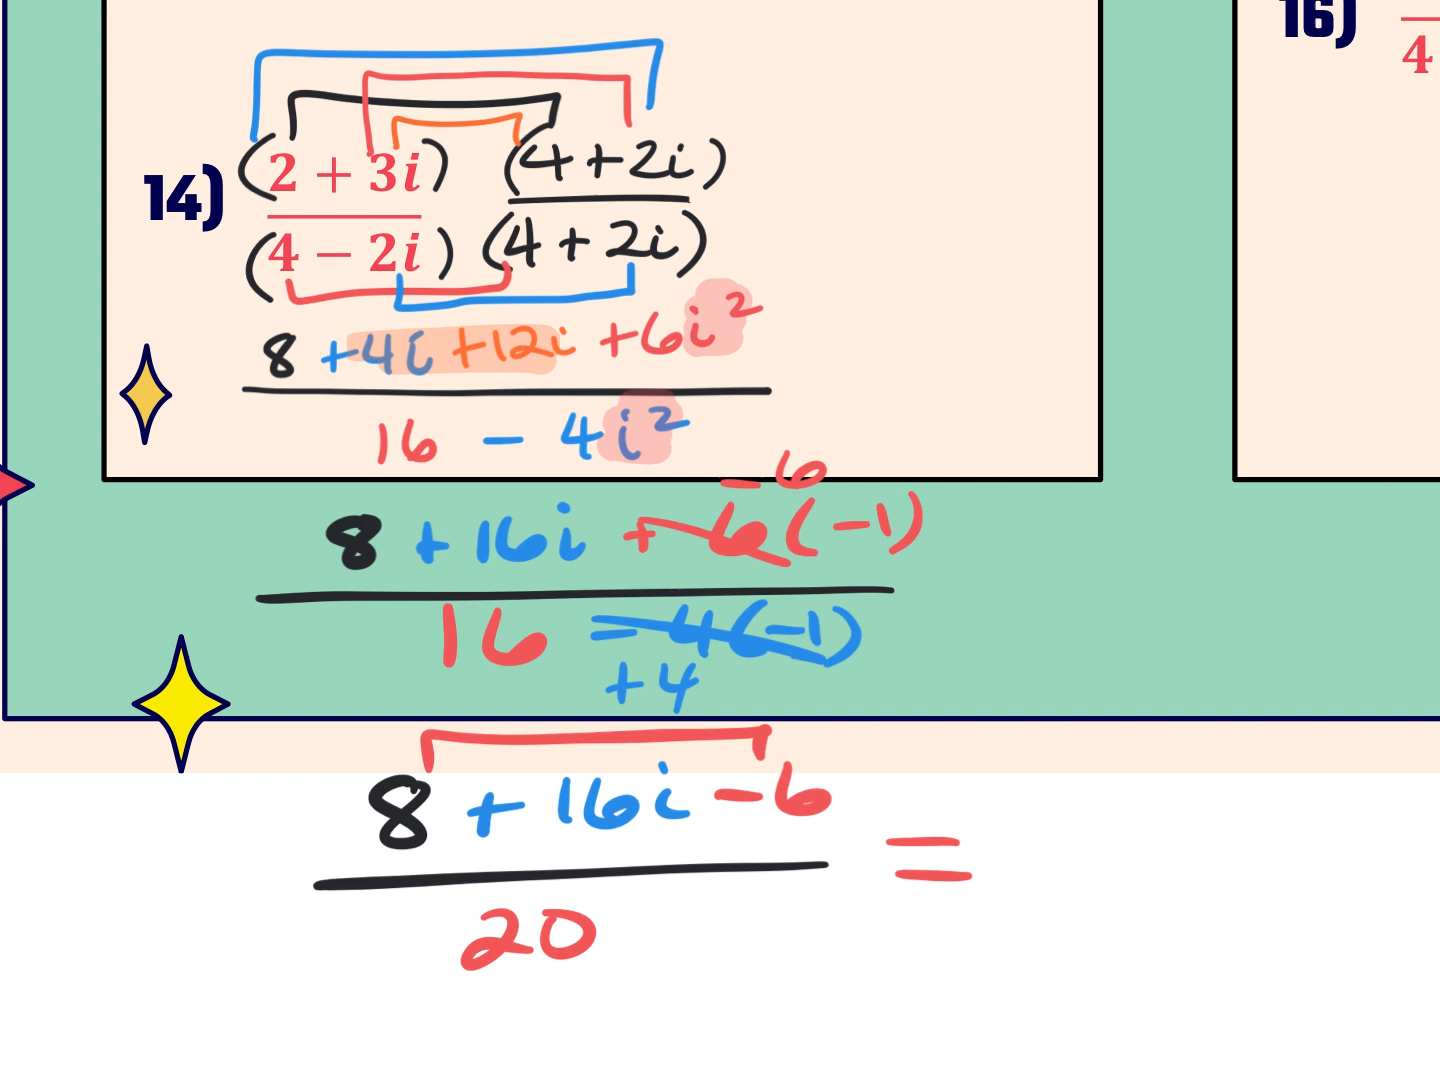 16)
4
14) (2 + 3i) (4 + 2i)
(4 − 2i) (4 + 2i)
8 + 4i + 12i + 6i²
16 − 4i²
− 6
8 + 16i + 6(−1)
16 − 4(−1)
+ 4
8 + 16i − 6 =
20